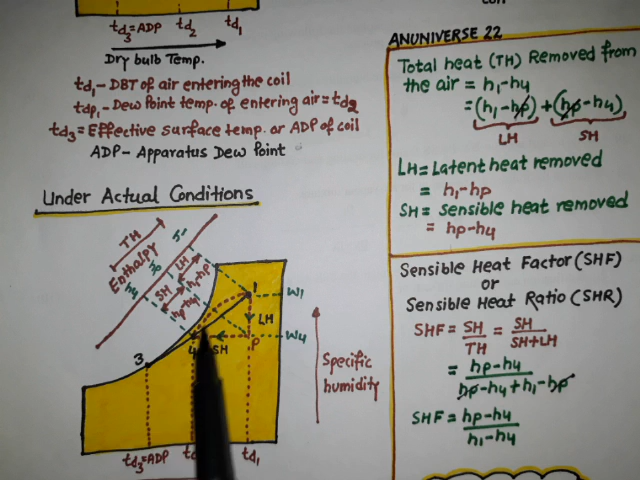 td3=ADP td2 td1
Dry bulb Temp.
td1 - DBT of air entering the coil
tdp1 - Dew Point temp. of entering air = td2
td3 = Effective surface temp. or ADP of coil
ADP - Apparatus Dew Point
Under Actual Conditions
TH
Enthalpy
h4 hp h1
SH LH
hp-h4 h1-hp
1 W1
LH
4 SH P W4
3
Specific
humidity
td3=ADP td1
ANUNIVERSE 22
Total heat (TH) Removed from
the air = h1-h4
= (h1-hp) + (hp-h4)
LH SH
LH = Latent heat removed
= h1-hp
SH = Sensible heat removed
= hp-h4
Sensible Heat Factor (SHF)
or
Sensible Heat Ratio (SHR)
SHF = SH/TH = SH/SH+LH
= hp-h4/hp-h4+h1-hp
SHF = hp-h4/h1-h4